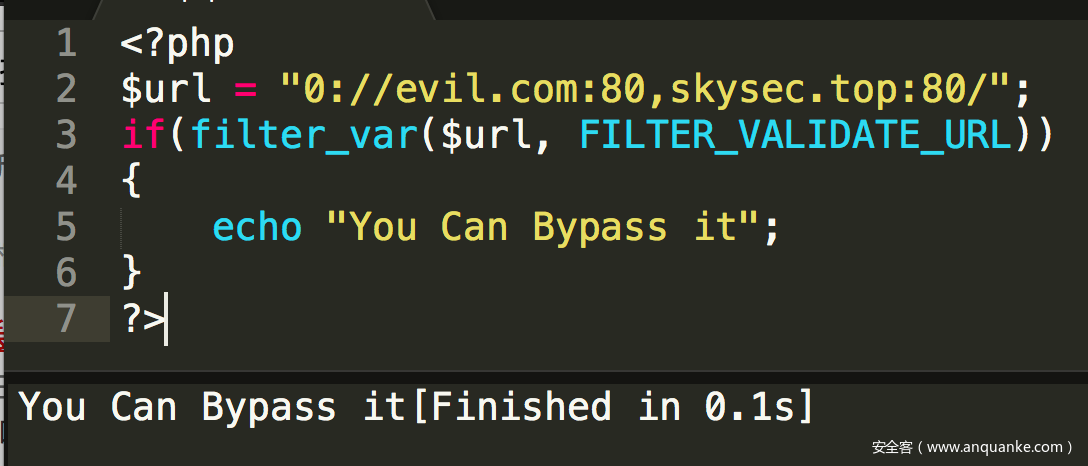 1 <?php
2 $url = "0://evil.com:80,skysec.top:80/";
3 if(filter_var($url, FILTER_VALIDATE_URL))
4 {
5     echo "You Can Bypass it";
6 }
7 ?>
You Can Bypass it[Finished in 0.1s]
安全客（www.anquanke.com）